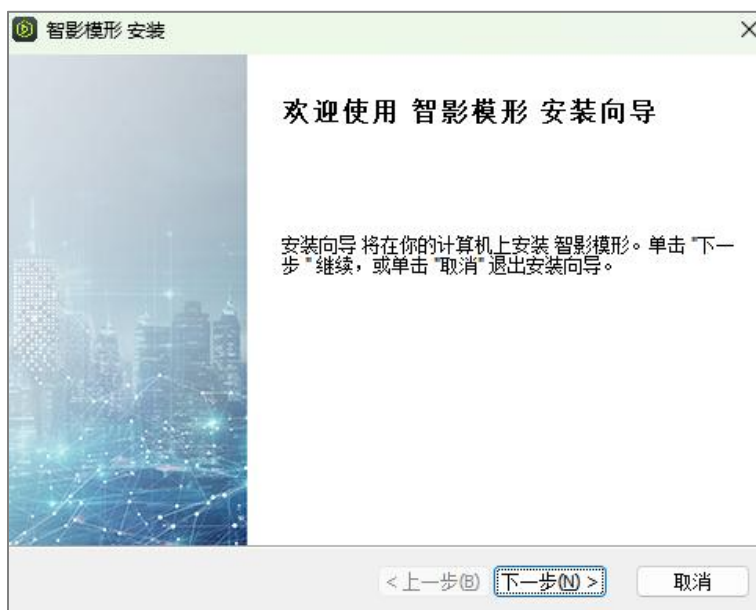 智影模形 安装
欢迎使用 智影模形 安装向导
安装向导 将在你的计算机上安装 智影模形。单击 "下一
步 " 继续，或单击 "取消" 退出安装向导。
<上一步(B)
下一步(N) >
取消